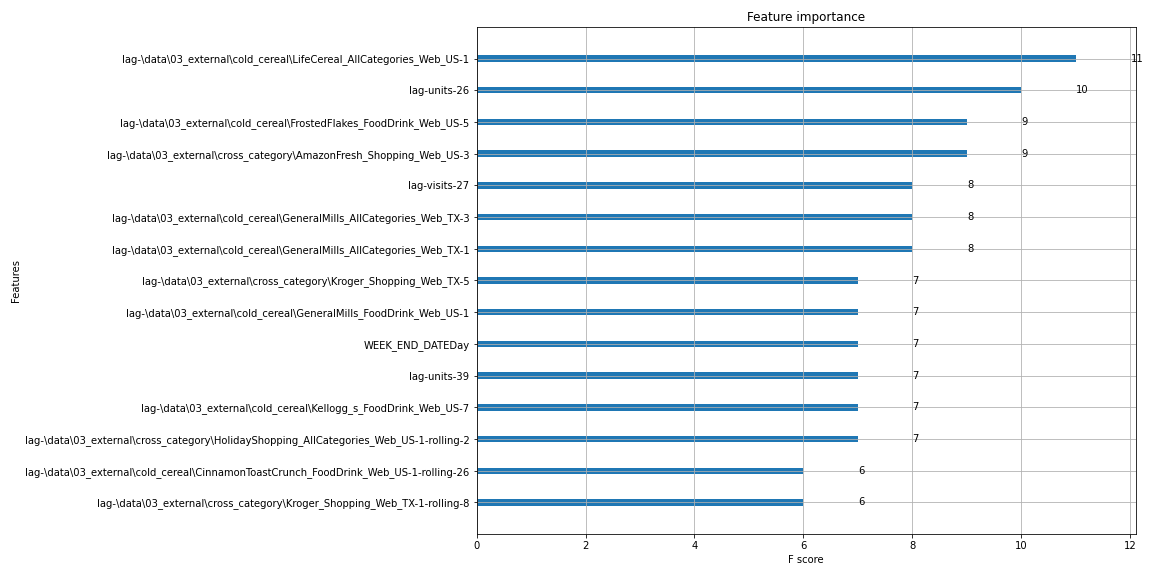 Feature importance
lag-\data\03_external\cold_cereal\LifeCereal_AllCategories_Web_US-1 11
lag-units-26 10
lag-\data\03_external\cold_cereal\FrostedFlakes_FoodDrink_Web_US-5 9
lag-\data\03_external\cross_category\AmazonFresh_Shopping_Web_US-3 9
lag-visits-27 8
lag-\data\03_external\cold_cereal\GeneralMills_AllCategories_Web_TX-3 8
lag-\data\03_external\cold_cereal\GeneralMills_AllCategories_Web_TX-1 8
lag-\data\03_external\cross_category\Kroger_Shopping_Web_TX-5 7
lag-\data\03_external\cold_cereal\GeneralMills_FoodDrink_Web_US-1 7
WEEK_END_DATEDay 7
lag-units-39 7
lag-\data\03_external\cold_cereal\Kellogg_s_FoodDrink_Web_US-7 7
lag-\data\03_external\cross_category\HolidayShopping_AllCategories_Web_US-1-rolling-2 7
lag-\data\03_external\cold_cereal\CinnamonToastCrunch_FoodDrink_Web_US-1-rolling-26 6
lag-\data\03_external\cross_category\Kroger_Shopping_Web_TX-1-rolling-8 6
Features
0 2 4 6 8 10 12
F score